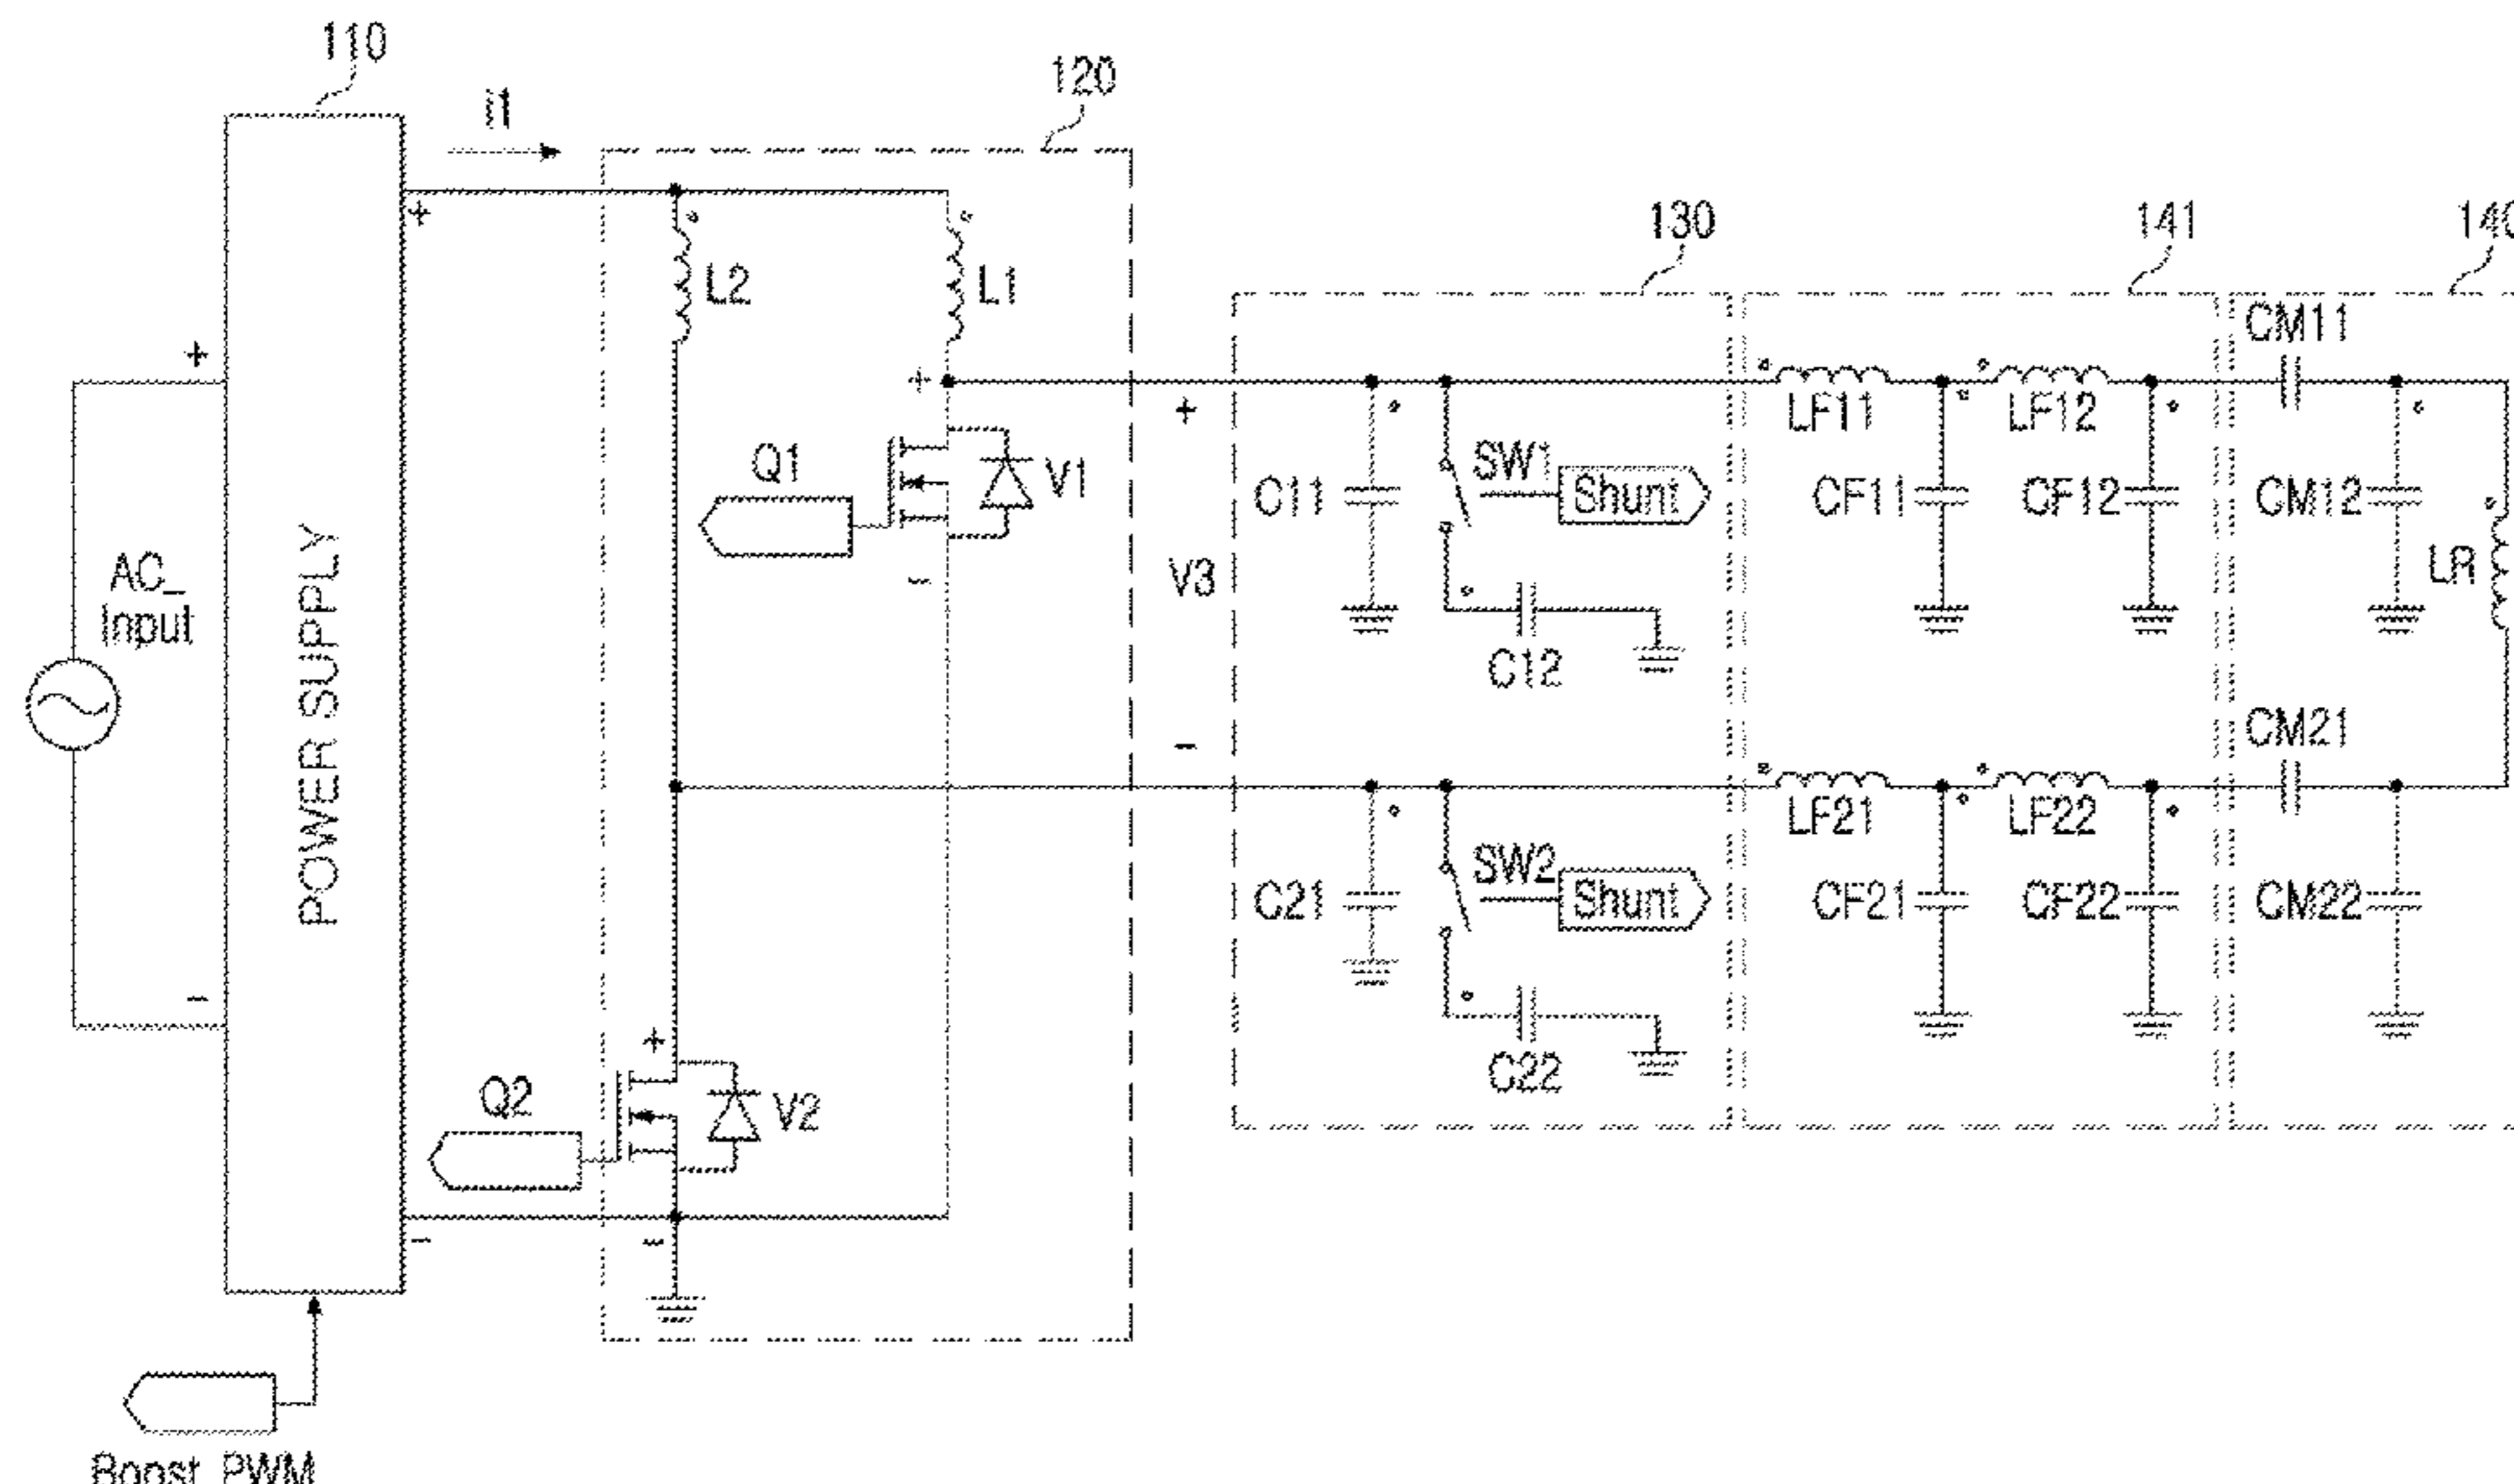 110
i1
120
130
141
140
+
+
L2
L1
CM11
+
+
LF11
LF12
Q1
V1
SW1
Shunt
C11
CF11
CF12
CM12
AC_
Input
POWER SUPPLY
V3
LR
−
C12
−
CM21
LF21
LF22
SW2
Shunt
C21
CF21
CF22
CM22
−
+
Q2
V2
C22
−
−
Boost PWM